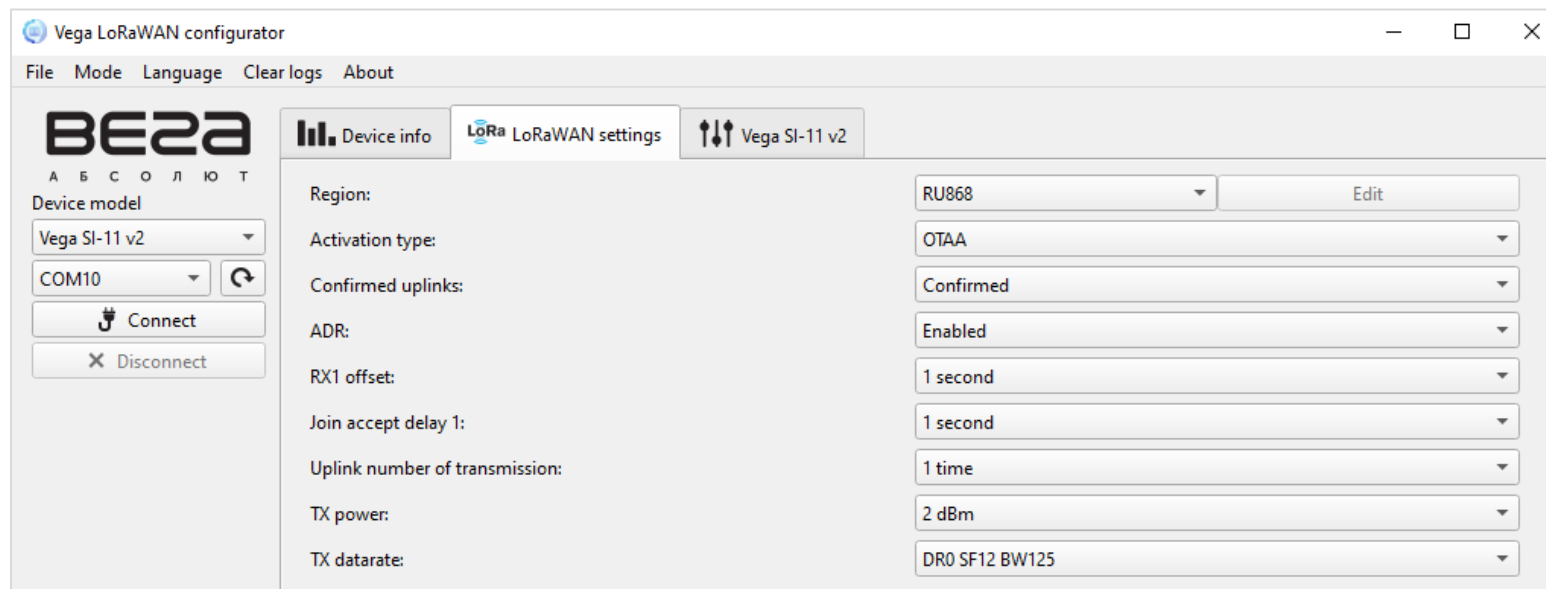 Vega LoRaWAN configurator
File Mode Language Clear logs About
ВЕГА
АБСОЛЮТ
Device model
Vega SI-11 v2
COM10
Connect
Disconnect
Device info
LoRa LoRaWAN settings
Vega SI-11 v2
Region: RU868 Edit
Activation type: OTAA
Confirmed uplinks: Confirmed
ADR: Enabled
RX1 offset: 1 second
Join accept delay 1: 1 second
Uplink number of transmission: 1 time
TX power: 2 dBm
TX datarate: DR0 SF12 BW125